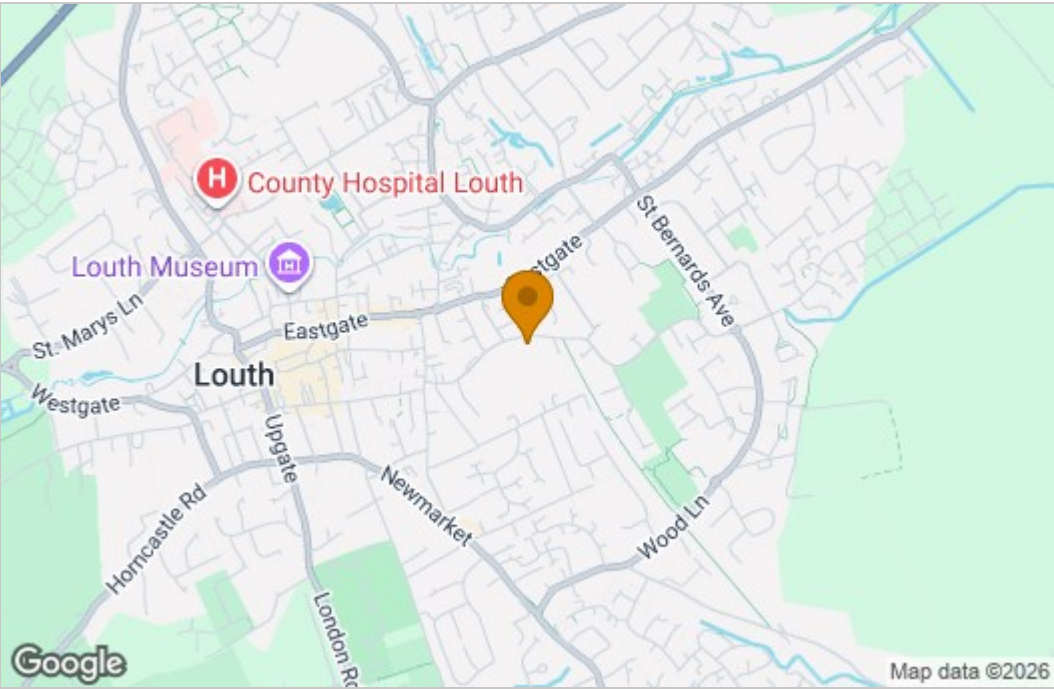 H
County Hospital Louth
Louth Museum
St Bernards Ave
St. Marys Ln
Eastgate
Louth
Westgate
Upgate
Newmarket
Horncastle Rd
Wood Ln
London Rd
Google
Map data ©2026